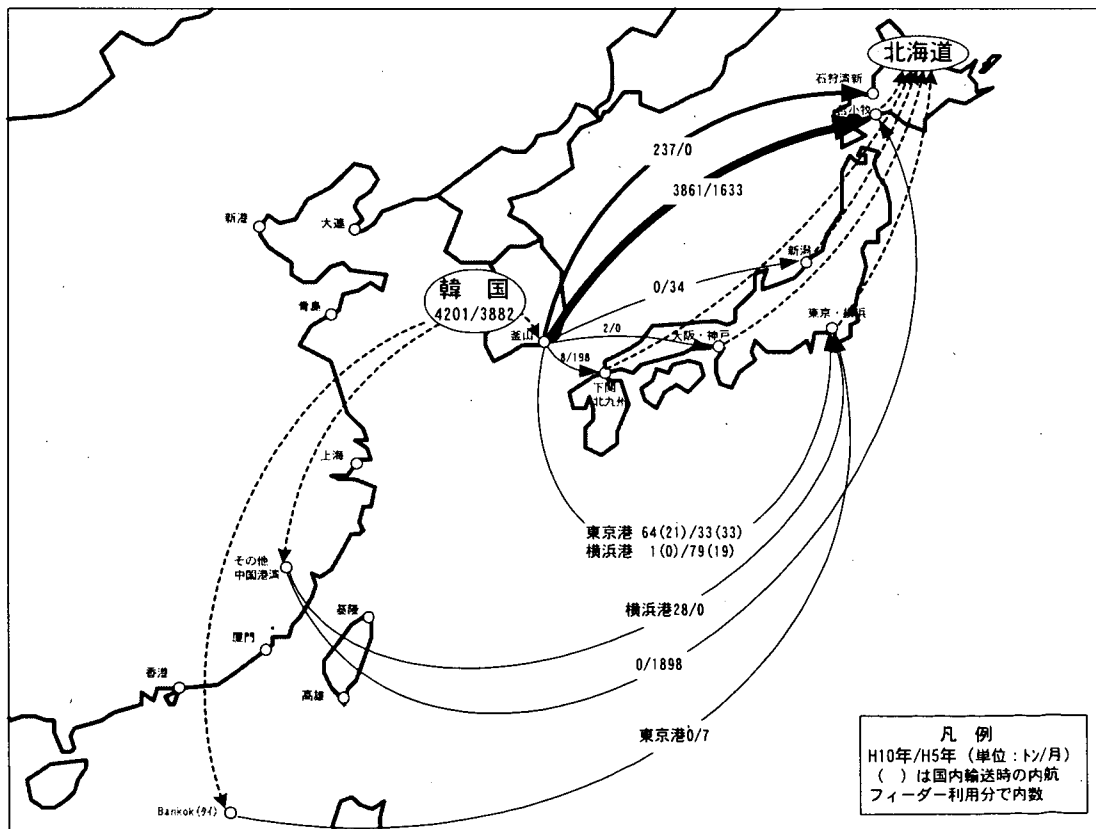 北海道
石狩湾新
苫小牧
237/0
3861/1633
新港
大連
新潟
韓 国
4201/3882
0/34
青島
釜山
東京・横浜
2/0
大阪・神戸
8/198
下関
北九州
上海
東京港 64(21)/33(33)
横浜港 1(0)/79(19)
その他
中国港湾
基隆
横浜港28/0
厦門
0/1898
香港
高雄
東京港0/7
凡 例
H10年/H5年 (単位:トン/月)
( )は国内輸送時の内航
フィーダー利用分で内数
Bankok(タイ)